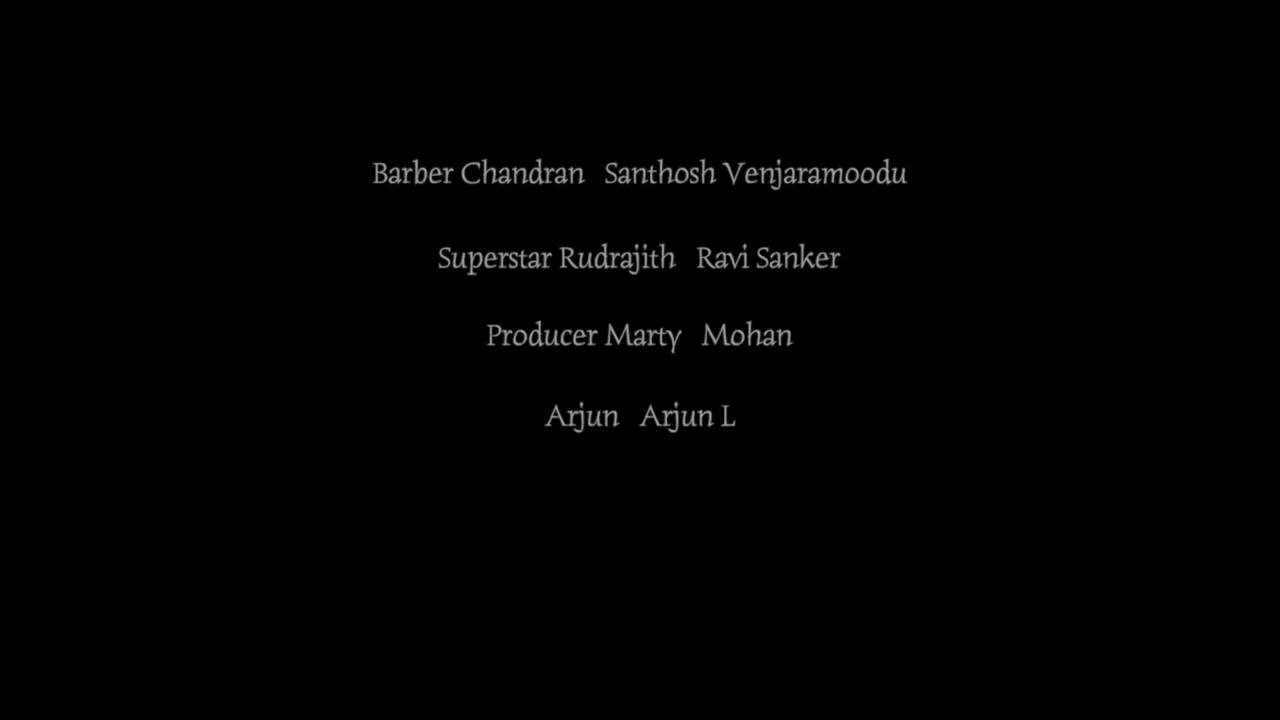 Barber Chandran Santhosh Venjaramoodu
Superstar Rudrajith Ravi Sanker
Producer Marty Mohan
Arjun Arjun L